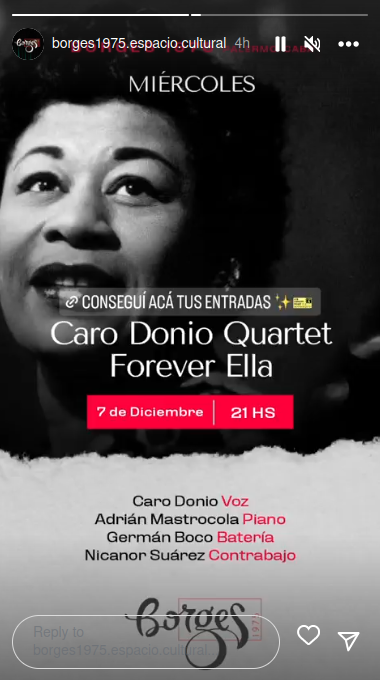 borges1975.espacio.cultural 4h
BORGES 1975
MIÉRCOLES
CONSEGUÍ ACÁ TUS ENTRADAS
Caro Donio Quartet
Forever Ella
7 de Diciembre
21 HS
Caro Donio Voz
Adrián Mastrocola Piano
Germán Boco Batería
Nicanor Suárez Contrabajo
Borges
1975
Reply to
borges1975.espacio.cultural...